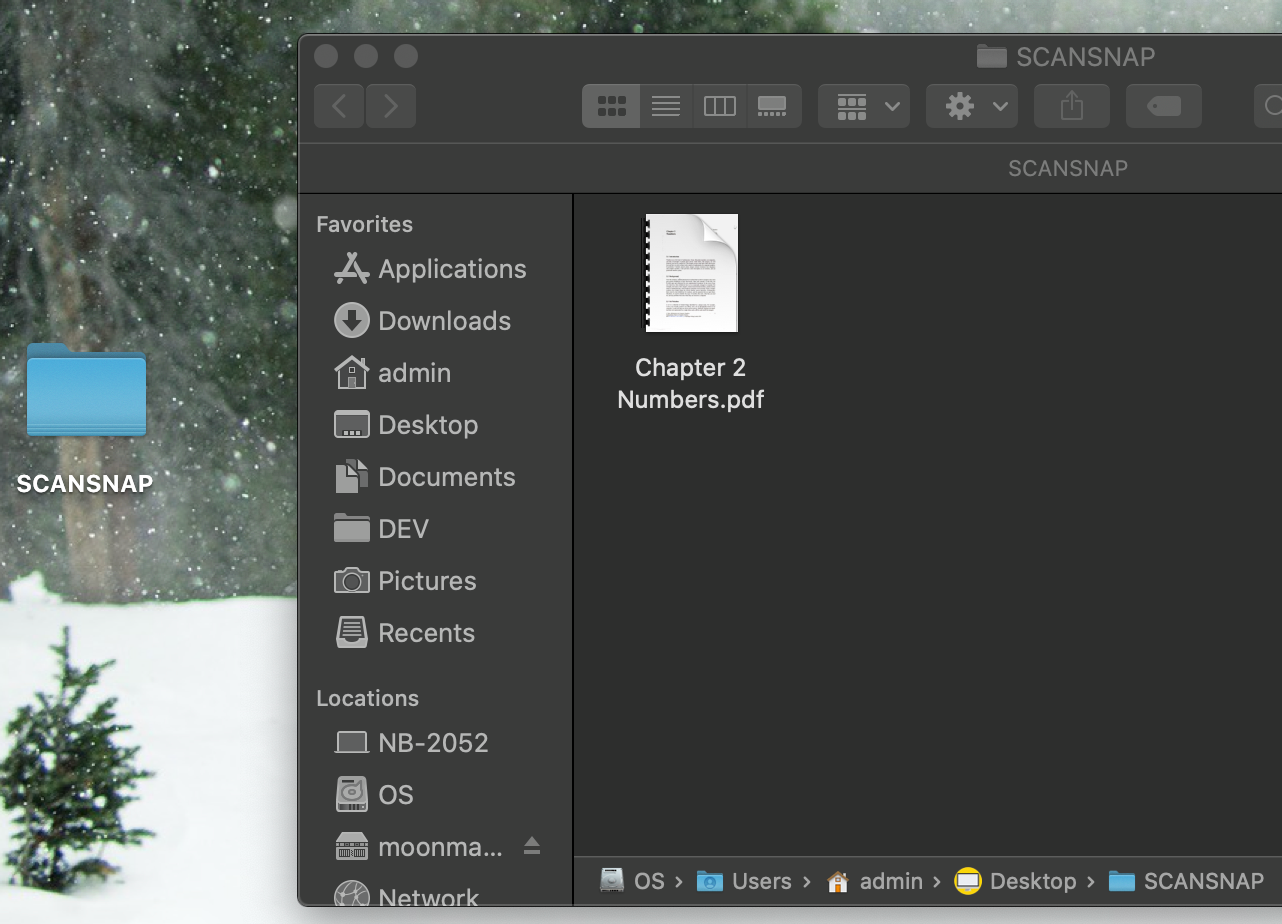 SCANSNAP
SCANSNAP
Favorites
Applications
Downloads
admin
Desktop
Documents
DEV
Pictures
Recents
Locations
NB-2052
OS
moonma...
Network
Chapter 2
Numbers.pdf
OS › Users › admin › Desktop › SCANSNAP
SCANSNAP